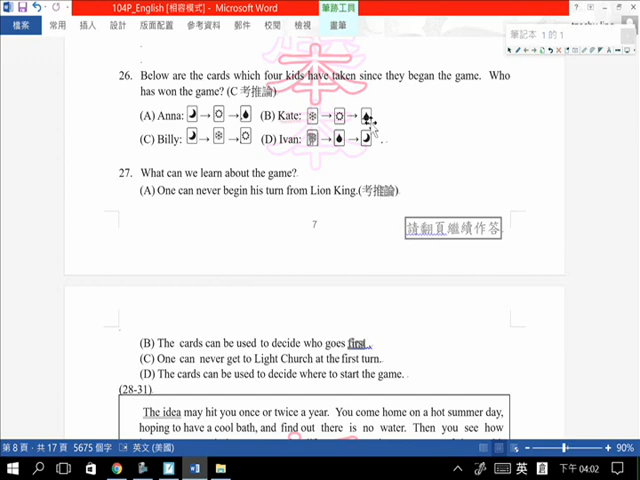 104P_English [相容模式] - Microsoft Word
筆跡工具
檔案 常用 插入 設計 版面配置 參考資料 郵件 校閱 檢視 畫筆
筆記本 1 的 1
26. Below are the cards which four kids have taken since they began the game. Who
has won the game? (C 考推論)
(A) Anna: → → (B) Kate: → →
(C) Billy: → → (D) Ivan: → → .
27. What can we learn about the game?
(A) One can never begin his turn from Lion King.(考推論)
7
請翻頁繼續作答
(B) The cards can be used to decide who goes first .
(C) One can never get to Light Church at the first turn.
(D) The cards can be used to decide where to start the game.
(28-31)
The idea may hit you once or twice a year. You come home on a hot summer day,
hoping to have a cool bath, and find out there is no water. Then you see how
第 8 頁，共 17 頁 5675 個字 英文 (美國) 90%
英 下午 04:02